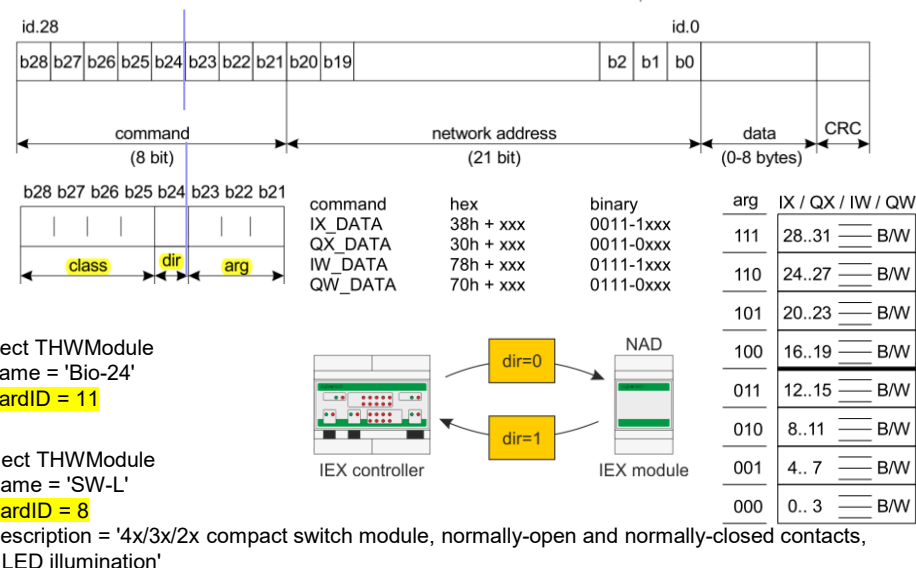 id.28 id.0
b28 b27 b26 b25 b24 b23 b22 b21 b20 b19 b2 b1 b0
command network address data CRC
(8 bit) (21 bit) (0-8 bytes)
b28 b27 b26 b25 b24 b23 b22 b21
class dir arg
command hex binary
IX_DATA 38h + xxx 0011-1xxx
QX_DATA 30h + xxx 0011-0xxx
IW_DATA 78h + xxx 0111-1xxx
QW_DATA 70h + xxx 0111-0xxx
arg IX / QX / IW / QW
111 28..31 B/W
110 24..27 B/W
101 20..23 B/W
100 16..19 B/W
011 12..15 B/W
010 8..11 B/W
001 4.. 7 B/W
000 0.. 3 B/W
ect THWModule
ame = 'Bio-24'
ardID = 11
ect THWModule
ame = 'SW-L'
ardID = 8
escription = '4x/3x/2x compact switch module, normally-open and normally-closed contacts,
LED illumination'
NAD
dir=0
dir=1
IEX controller IEX module